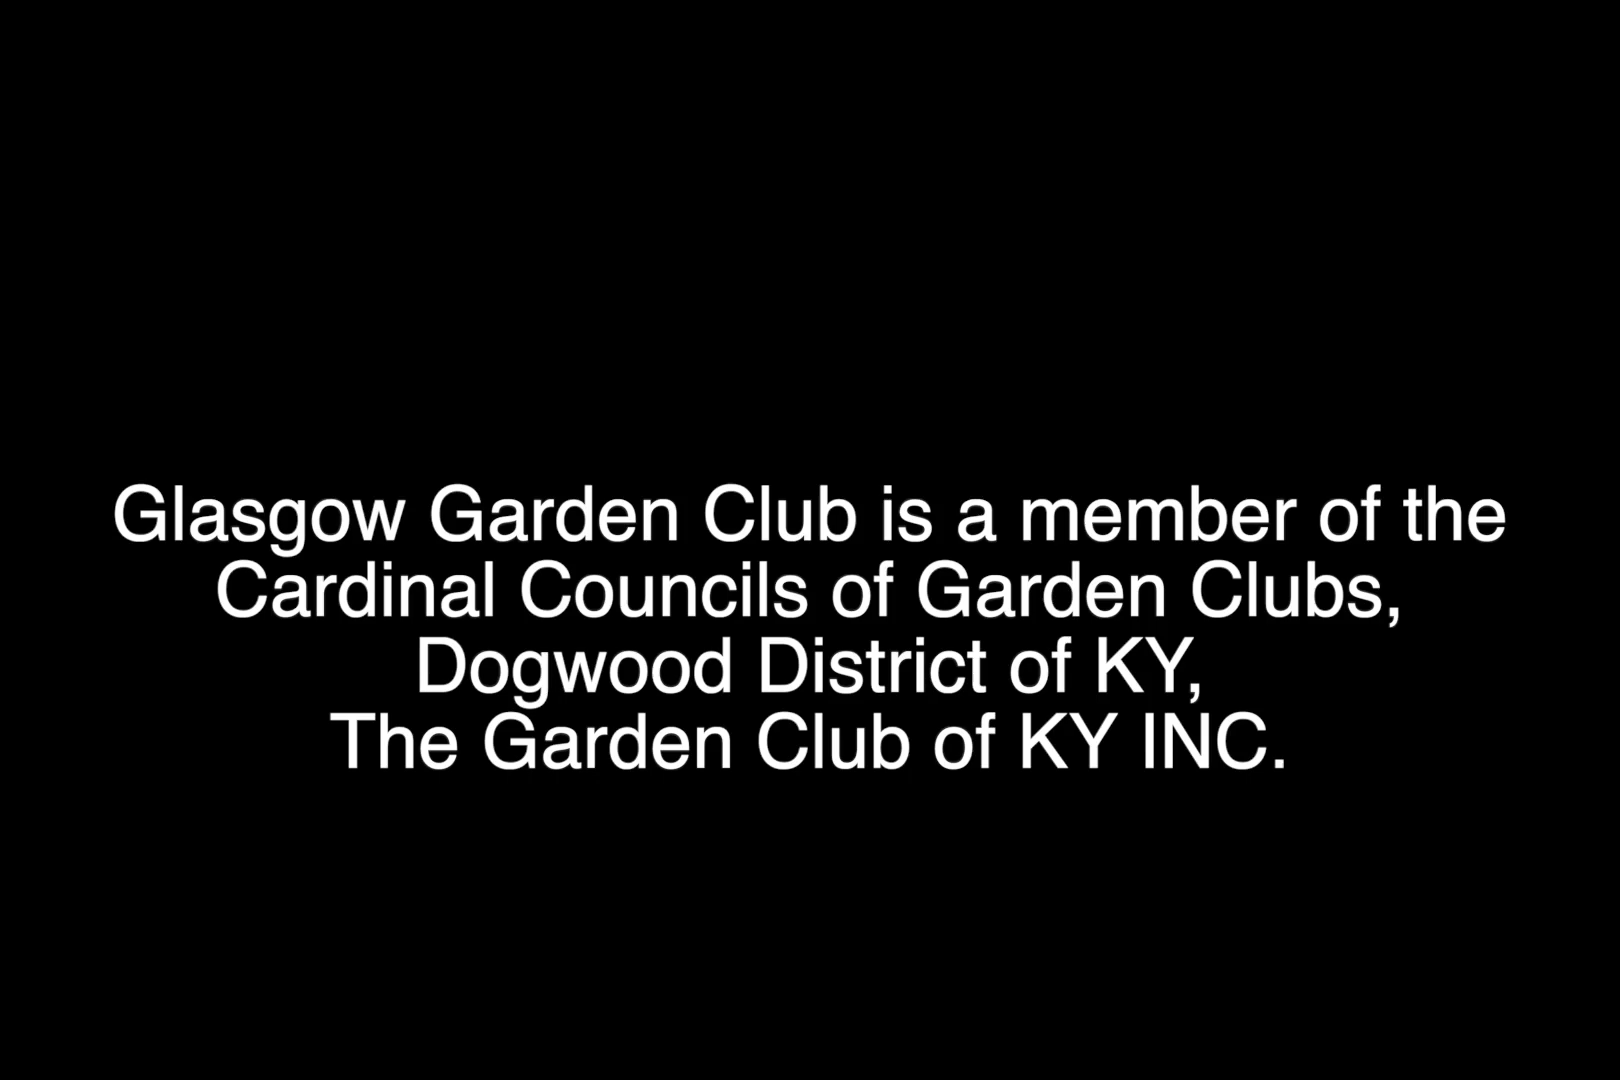 Glasgow Garden Club is a member of the
Cardinal Councils of Garden Clubs,
Dogwood District of KY,
The Garden Club of KY INC.